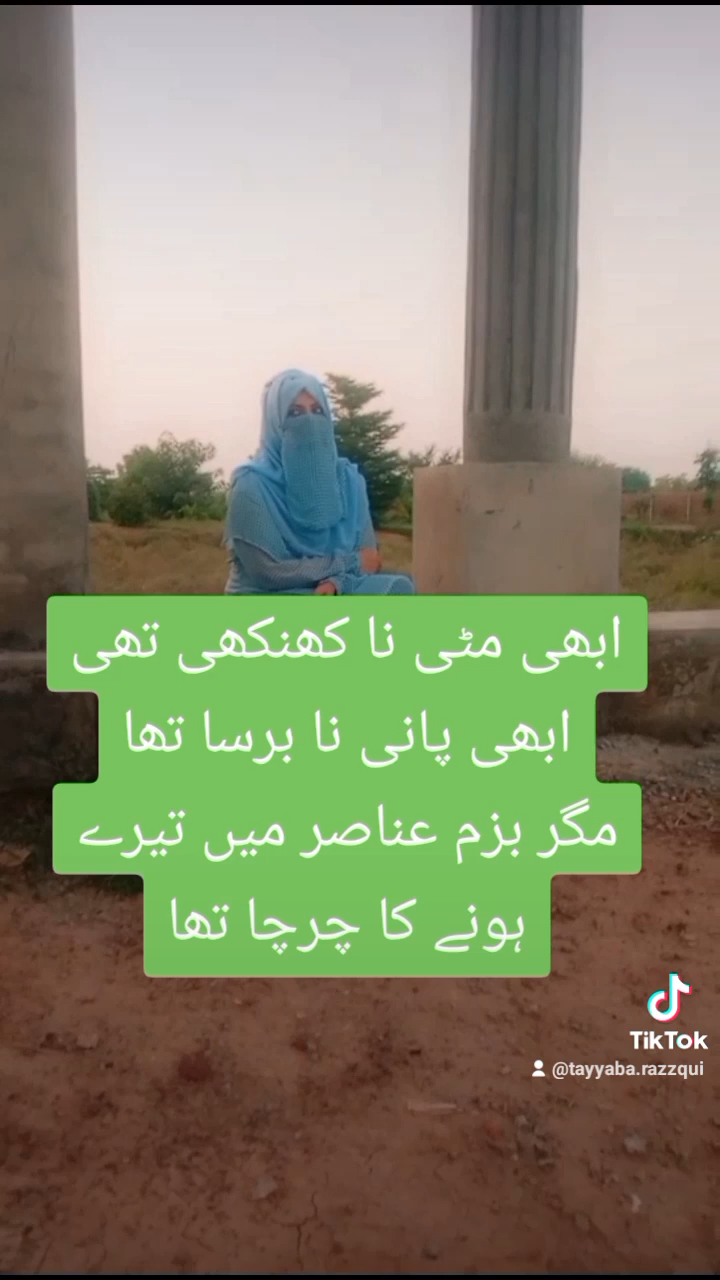 ابھی مٹی نا کھنکھی تھی
ابھی پانی نا برسا تھا
مگر بزم عناصر میں تیرے
ہونے کا چرچا تھا
TikTok
@tayyaba.razzqui